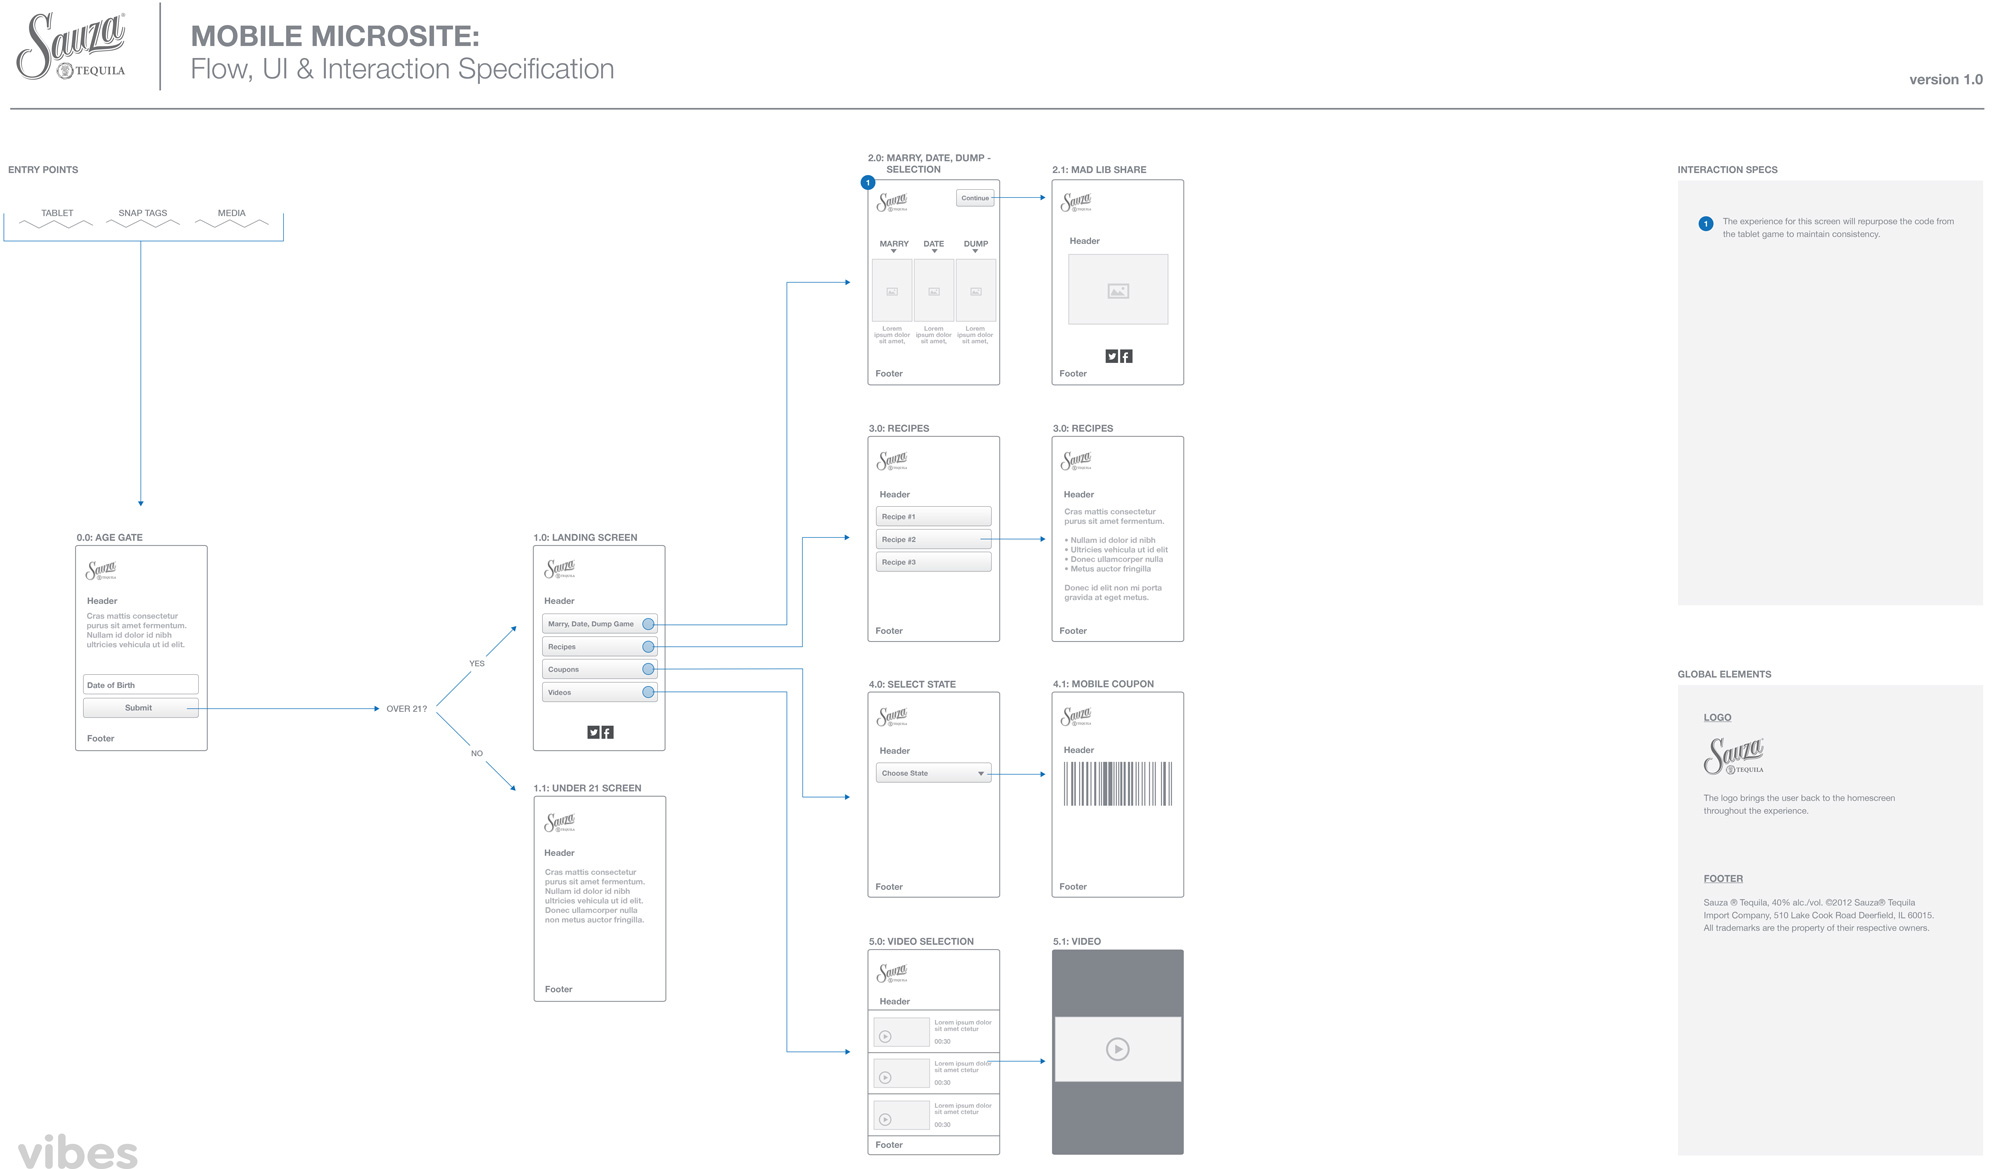 Sauza®
TEQUILA
MOBILE MICROSITE:
Flow, UI & Interaction Specification
version 1.0
ENTRY POINTS
TABLET
SNAP TAGS
MEDIA
0.0: AGE GATE
Sauza
TEQUILA
Header
Cras mattis consectetur
purus sit amet fermentum.
Nullam id dolor id nibh
ultricies vehicula ut id elit.
Date of Birth
Submit
Footer
OVER 21?
YES
NO
1.0: LANDING SCREEN
Sauza
TEQUILA
Header
Marry, Date, Dump Game
Recipes
Coupons
Videos
1.1: UNDER 21 SCREEN
Sauza
TEQUILA
Header
Cras mattis consectetur
purus sit amet fermentum.
Nullam id dolor id nibh
ultricies vehicula ut id elit.
Donec ullamcorper nulla
non metus auctor fringilla.
Footer
2.0: MARRY, DATE, DUMP -
SELECTION
1
Sauza
TEQUILA
Continue
MARRY DATE DUMP
Lorem Lorem Lorem
ipsum dolor ipsum dolor ipsum dolor
sit amet, sit amet, sit amet,
Footer
2.1: MAD LIB SHARE
Sauza
TEQUILA
Header
Footer
3.0: RECIPES
Sauza
TEQUILA
Header
Recipe #1
Recipe #2
Recipe #3
Footer
3.0: RECIPES
Sauza
TEQUILA
Header
Cras mattis consectetur
purus sit amet fermentum.
• Nullam id dolor id nibh
• Ultricies vehicula ut id elit
• Donec ullamcorper nulla
• Metus auctor fringilla
Donec id elit non mi porta
gravida at eget metus.
Footer
4.0: SELECT STATE
Sauza
TEQUILA
Header
Choose State
Footer
4.1: MOBILE COUPON
Sauza
TEQUILA
Header
Footer
5.0: VIDEO SELECTION
Sauza
TEQUILA
Header
Lorem ipsum dolor
sit amet ctetur
00:30
Lorem ipsum dolor
sit amet ctetur
00:30
Lorem ipsum dolor
sit amet ctetur
00:30
Footer
5.1: VIDEO
INTERACTION SPECS
1 The experience for this screen will repurpose the code from
the tablet game to maintain consistency.
GLOBAL ELEMENTS
LOGO
Sauza
TEQUILA
The logo brings the user back to the homescreen
throughout the experience.
FOOTER
Sauza ® Tequila, 40% alc./vol. ©2012 Sauza® Tequila
Import Company, 510 Lake Cook Road Deerfield, IL 60015.
All trademarks are the property of their respective owners.
vibes